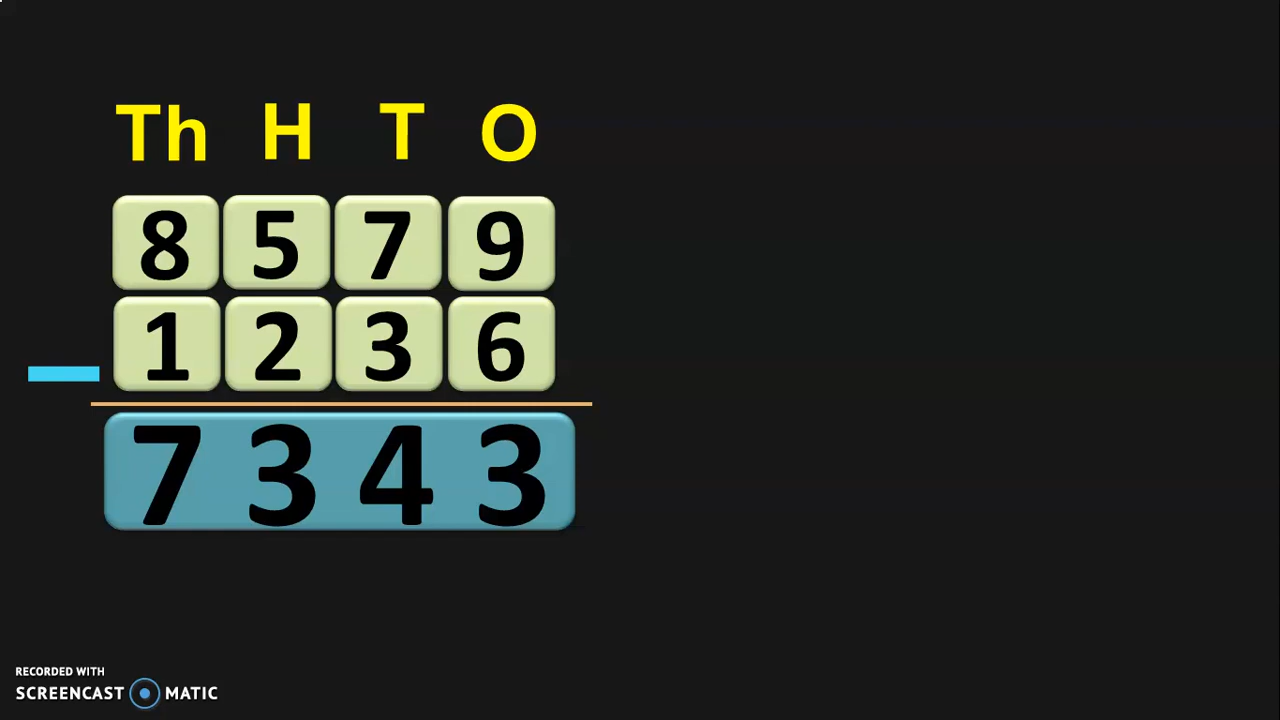 Th H T O
8 5 7 9
1 2 3 6
7 3 4 3
RECORDED WITH
SCREENCAST MATIC